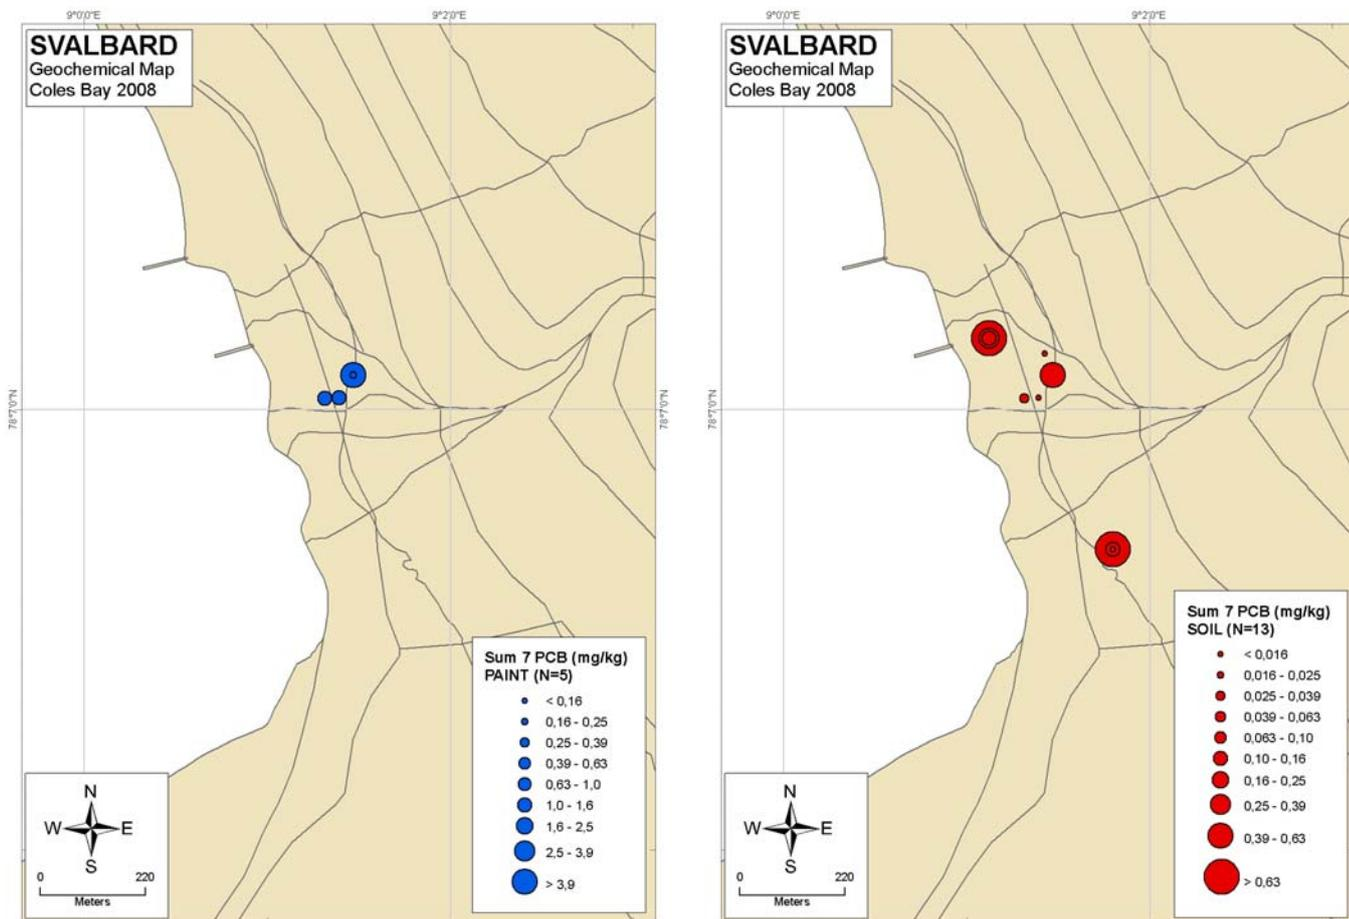 9°0'0"E
9°2'0"E
SVALBARD
Geochemical Map
Coles Bay 2008
78°7'0"N
78°7'0"N
Sum 7 PCB (mg/kg)
PAINT (N=5)
< 0,16
0,16 - 0,25
0,25 - 0,39
0,39 - 0,63
0,63 - 1,0
1,0 - 1,6
1,6 - 2,5
2,5 - 3,9
> 3,9
N
W E
S
0 220
Meters
9°0'0"E
9°2'0"E
SVALBARD
Geochemical Map
Coles Bay 2008
78°7'0"N
Sum 7 PCB (mg/kg)
SOIL (N=13)
< 0,016
0,016 - 0,025
0,025 - 0,039
0,039 - 0,063
0,063 - 0,10
0,10 - 0,16
0,16 - 0,25
0,25 - 0,39
0,39 - 0,63
> 0,63
N
W E
S
0 220
Meters